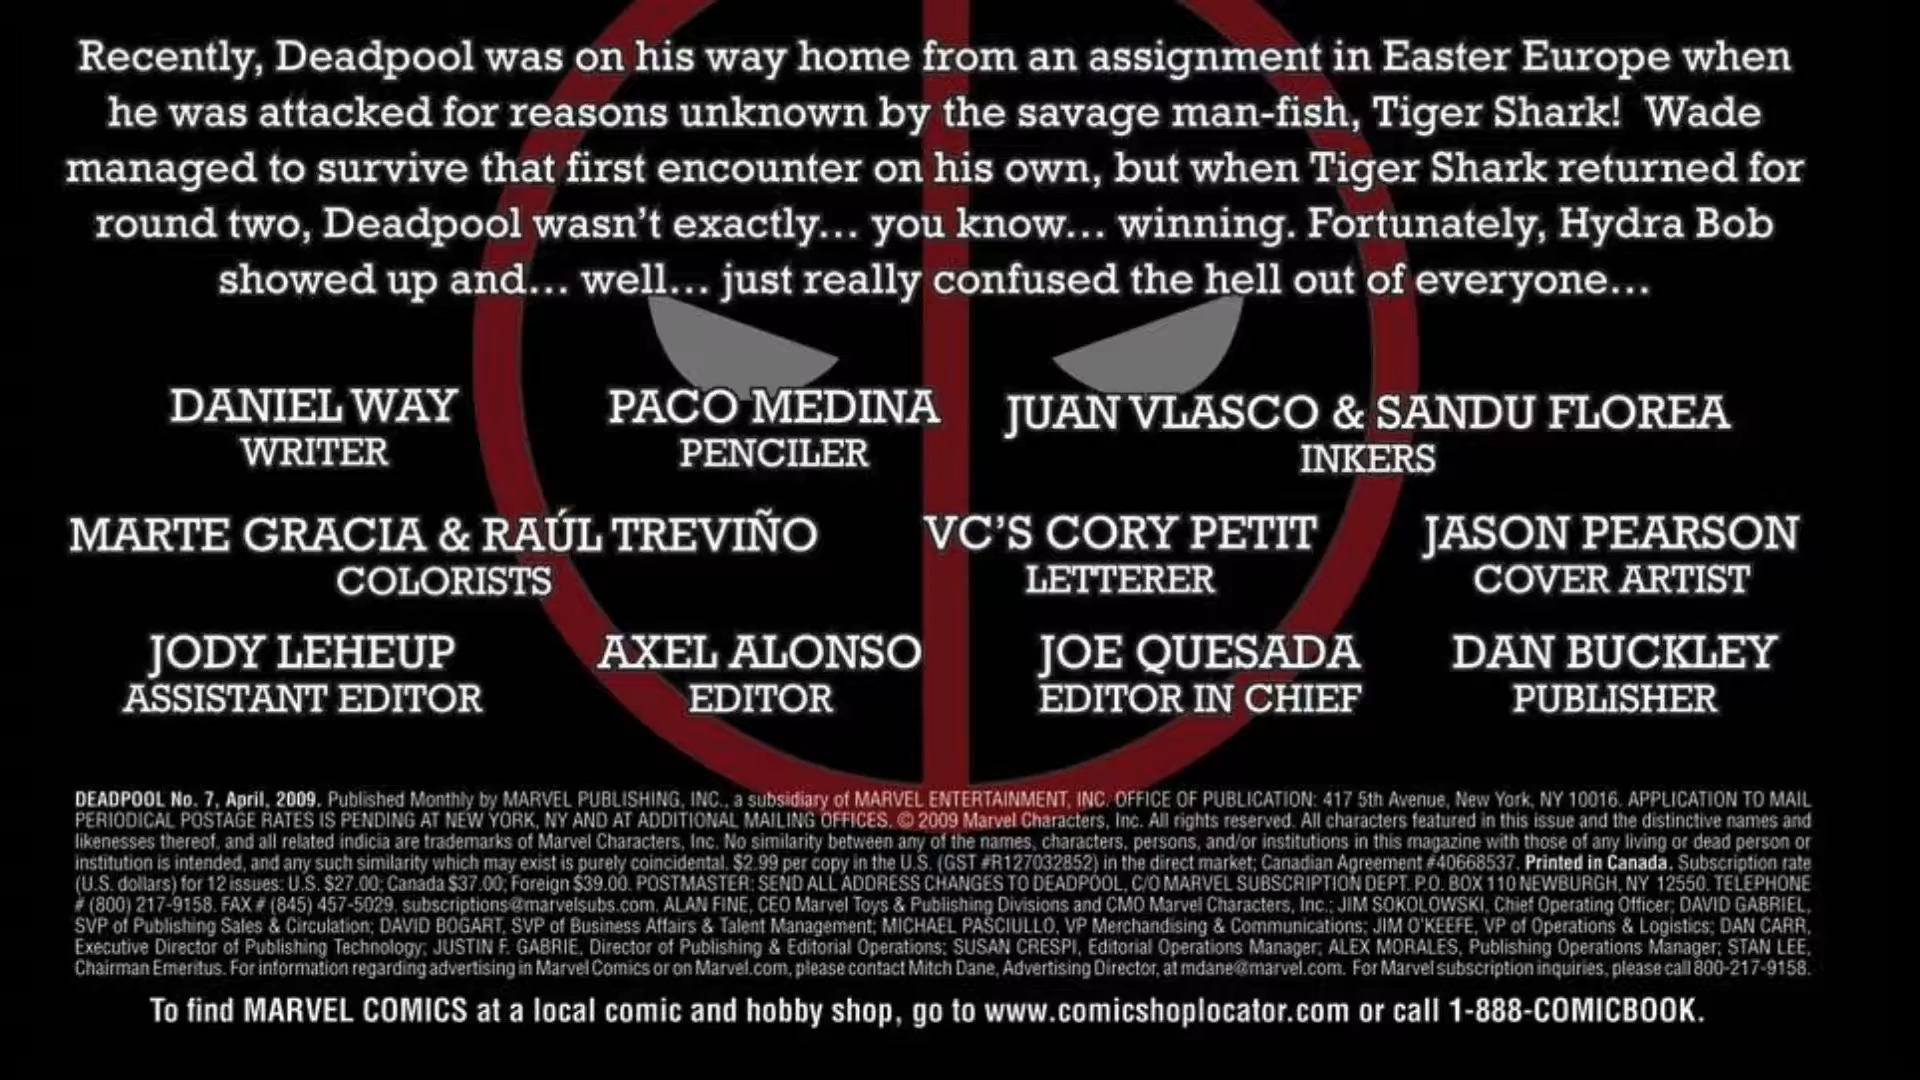 Recently, Deadpool was on his way home from an assignment in Easter Europe when
he was attacked for reasons unknown by the savage man-fish, Tiger Shark! Wade
managed to survive that first encounter on his own, but when Tiger Shark returned for
round two, Deadpool wasn't exactly... you know... winning. Fortunately, Hydra Bob
showed up and... well... just really confused the hell out of everyone...
DANIEL WAY
WRITER
PACO MEDINA
PENCILER
JUAN VLASCO & SANDU FLOREA
INKERS
MARTE GRACIA & RAÚL TREVIÑO
COLORISTS
VC'S CORY PETIT
LETTERER
JASON PEARSON
COVER ARTIST
JODY LEHEUP
ASSISTANT EDITOR
AXEL ALONSO
EDITOR
JOE QUESADA
EDITOR IN CHIEF
DAN BUCKLEY
PUBLISHER
DEADPOOL No. 7, April, 2009. Published Monthly by MARVEL PUBLISHING, INC., a subsidiary of MARVEL ENTERTAINMENT, INC. OFFICE OF PUBLICATION: 417 5th Avenue, New York, NY 10016. APPLICATION TO MAIL
PERIODICAL POSTAGE RATES IS PENDING AT NEW YORK, NY AND AT ADDITIONAL MAILING OFFICES. © 2009 Marvel Characters, Inc. All rights reserved. All characters featured in this issue and the distinctive names and
likenesses thereof, and all related indicia are trademarks of Marvel Characters, Inc. No similarity between any of the names, characters, persons, and/or institutions in this magazine with those of any living or dead person or
institution is intended, and any such similarity which may exist is purely coincidental. $2.99 per copy in the U.S. (GST #R127032852) in the direct market; Canadian Agreement #40668537. Printed in Canada. Subscription rate
(U.S. dollars) for 12 issues: U.S. $27.00; Canada $37.00; Foreign $39.00. POSTMASTER: SEND ALL ADDRESS CHANGES TO DEADPOOL, C/O MARVEL SUBSCRIPTION DEPT. P.O. BOX 110 NEWBURGH, NY 12550. TELEPHONE
# (800) 217-9158. FAX # (845) 457-5029. subscriptions@marvelsubs.com. ALAN FINE, CEO Marvel Toys & Publishing Divisions and CMO Marvel Characters, Inc.; JIM SOKOLOWSKI, Chief Operating Officer; DAVID GABRIEL,
SVP of Publishing Sales & Circulation; DAVID BOGART, SVP of Business Affairs & Talent Management; MICHAEL PASCIULLO, VP Merchandising & Communications; JIM O'KEEFE, VP of Operations & Logistics; DAN CARR,
Executive Director of Publishing Technology; JUSTIN F. GABRIE, Director of Publishing & Editorial Operations; SUSAN CRESPI, Editorial Operations Manager; ALEX MORALES, Publishing Operations Manager; STAN LEE,
Chairman Emeritus. For information regarding advertising in Marvel Comics or on Marvel.com, please contact Mitch Dane, Advertising Director, at mdane@marvel.com. For Marvel subscription inquiries, please call 800-217-9158.
To find MARVEL COMICS at a local comic and hobby shop, go to www.comicshoplocator.com or call 1-888-COMICBOOK.